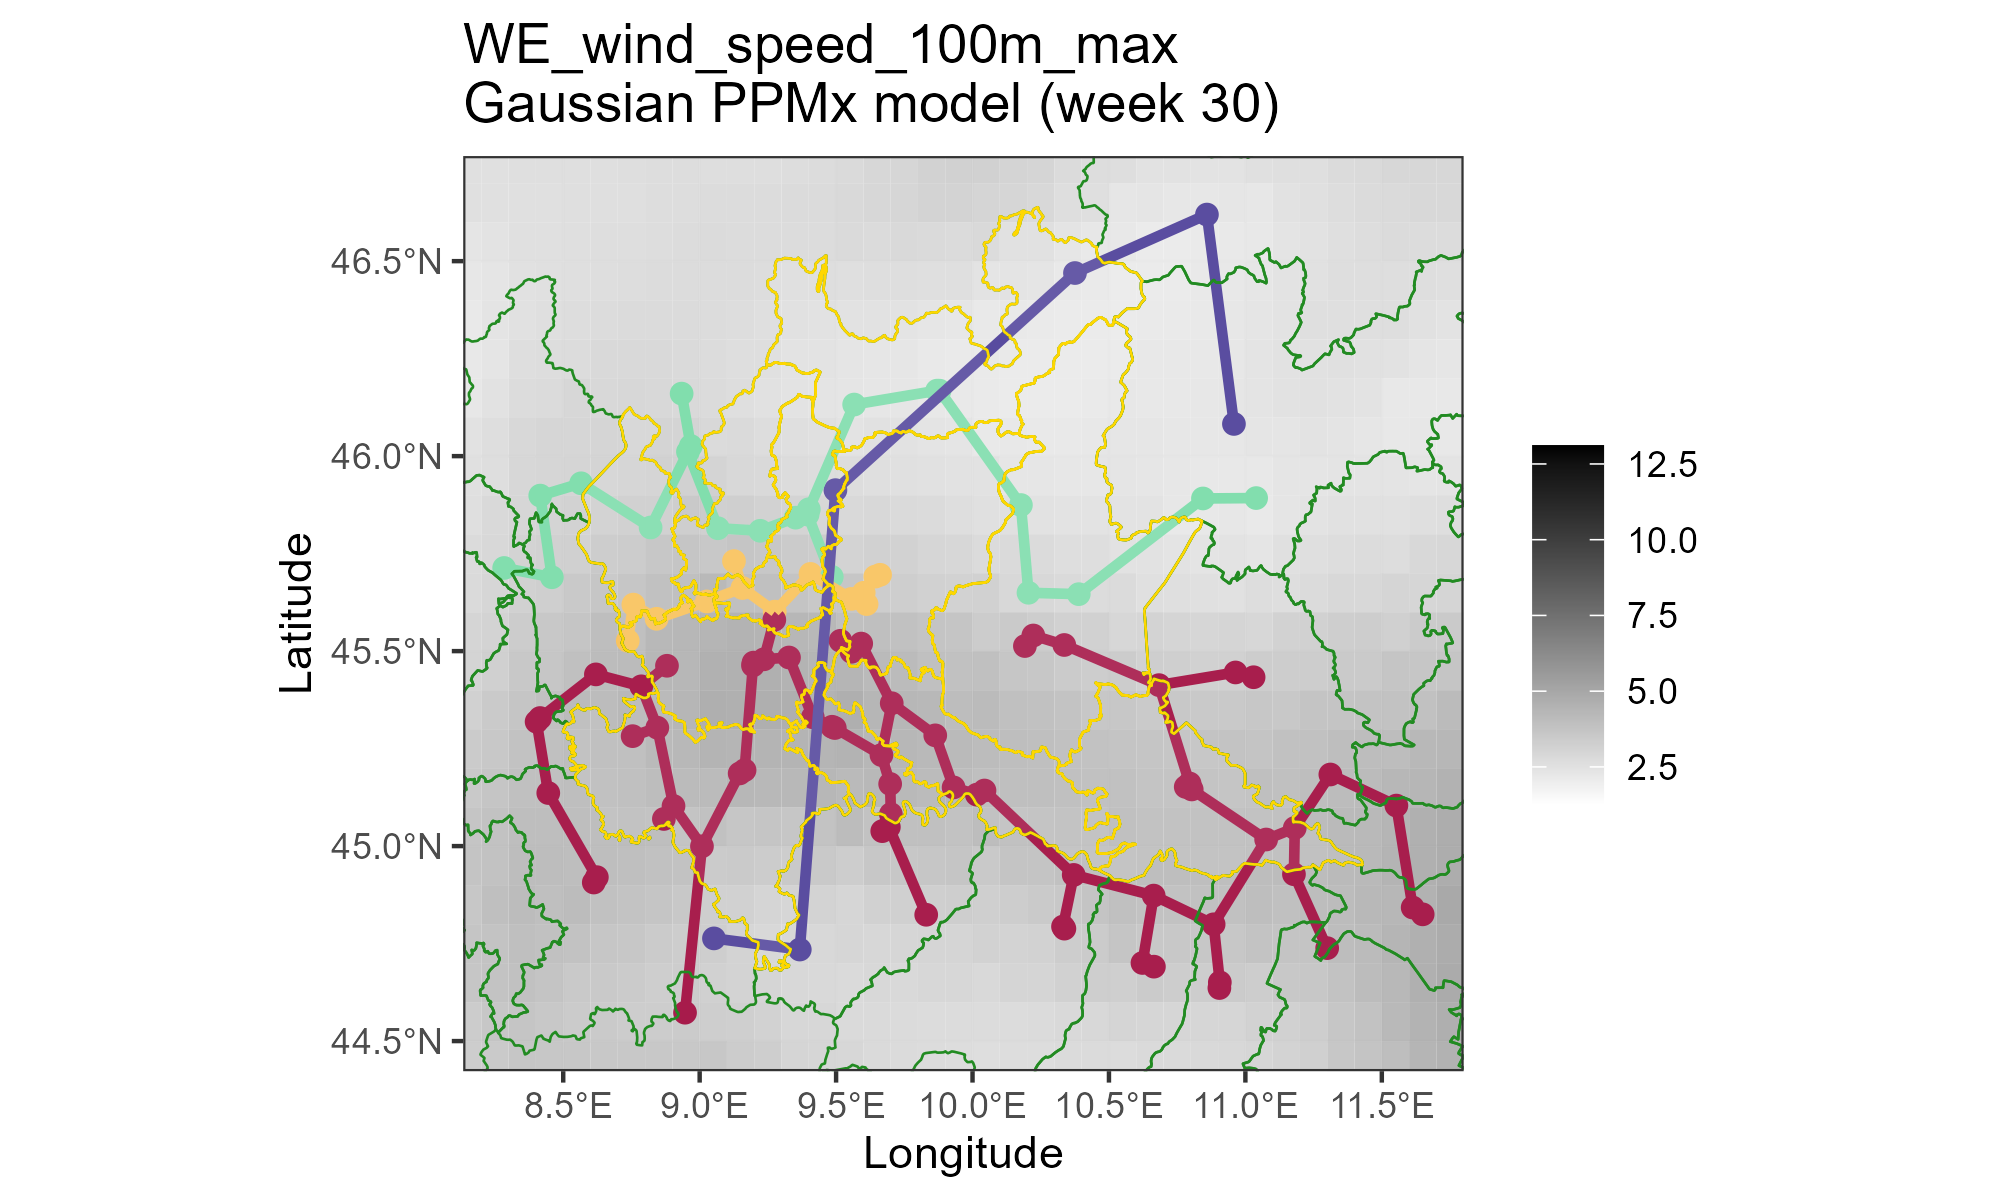 WE_wind_speed_100m_max
Gaussian PPMx model (week 30)
46.5°N
46.0°N
45.5°N
45.0°N
44.5°N
Latitude
8.5°E
9.0°E
9.5°E
10.0°E
10.5°E
11.0°E
11.5°E
Longitude
12.5
10.0
7.5
5.0
2.5